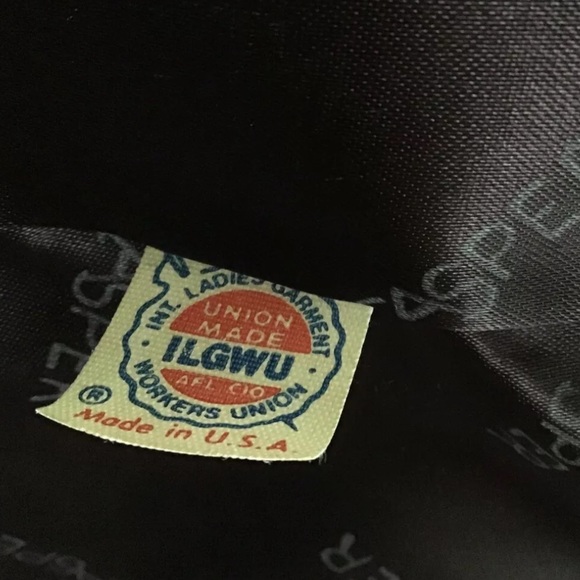 INT. LADIES GARMENT
UNION
MADE
ILGWU
AFL CIO
WORKERS UNION
®
Made in U.S.A.